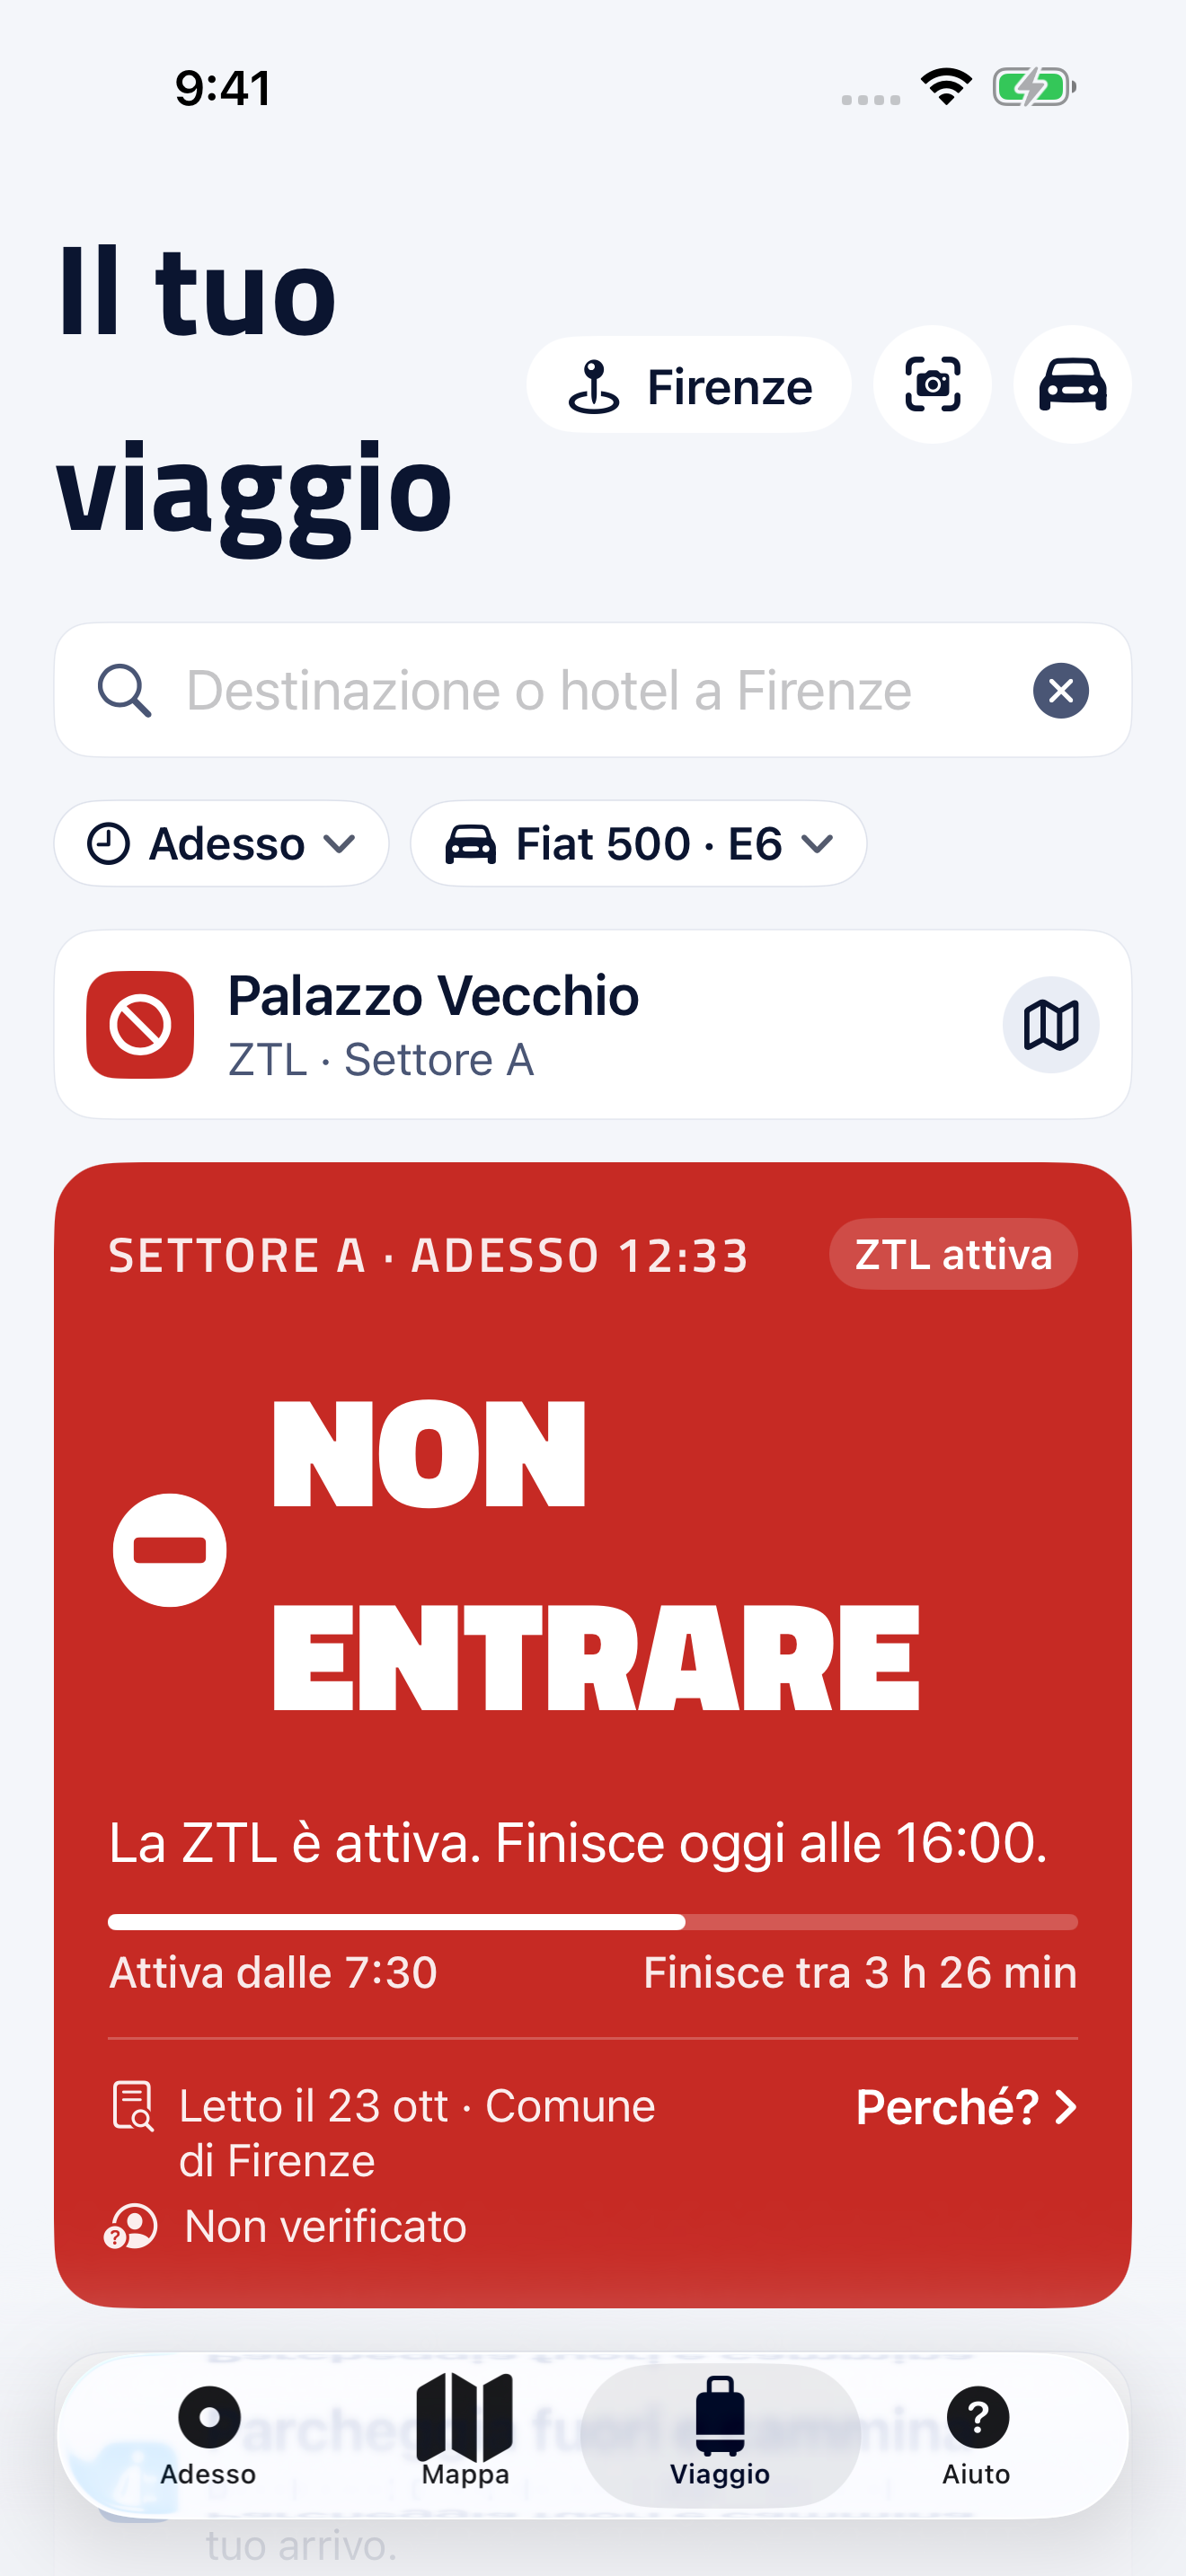 9:41
Il tuo
viaggio
Firenze
Destinazione o hotel a Firenze
Adesso
Fiat 500 · E6
Palazzo Vecchio
ZTL · Settore A
SETTORE A · ADESSO 12:33
ZTL attiva
NON
ENTRARE
La ZTL è attiva. Finisce oggi alle 16:00.
Attiva dalle 7:30
Finisce tra 3 h 26 min
Letto il 23 ott · Comune
di Firenze
Perché?
Non verificato
Adesso
Mappa
Viaggio
Aiuto
tuo arrivo.